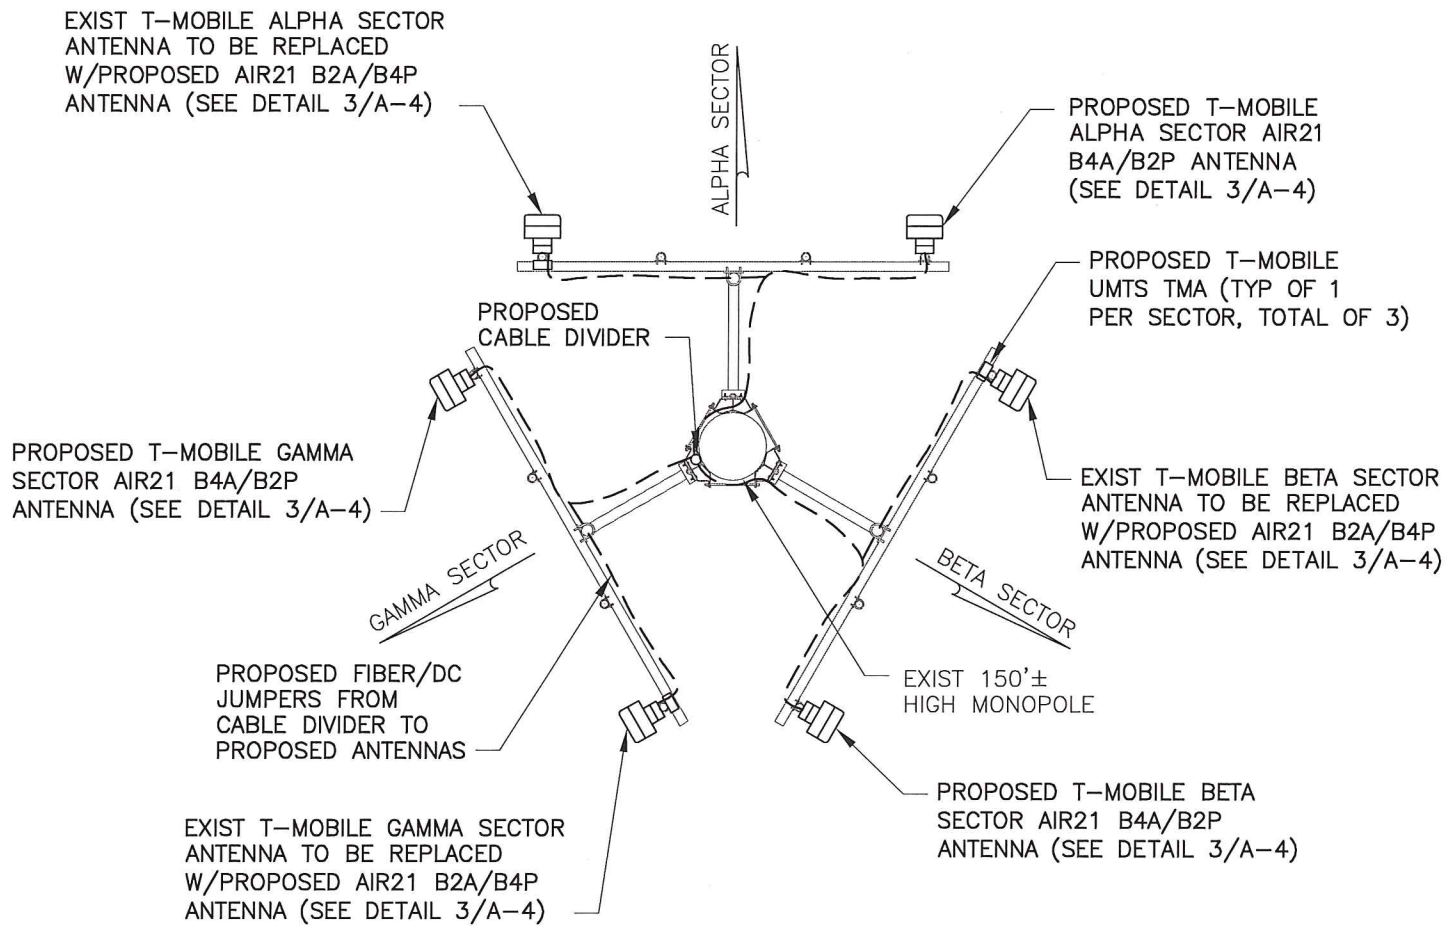 EXIST T-MOBILE ALPHA SECTOR
ANTENNA TO BE REPLACED
W/PROPOSED AIR21 B2A/B4P
ANTENNA (SEE DETAIL 3/A-4)
ALPHA SECTOR
PROPOSED T-MOBILE
ALPHA SECTOR AIR21
B4A/B2P ANTENNA
(SEE DETAIL 3/A-4)
PROPOSED T-MOBILE
UMTS TMA (TYP OF 1
PER SECTOR, TOTAL OF 3)
PROPOSED
CABLE DIVIDER
PROPOSED T-MOBILE GAMMA
SECTOR AIR21 B4A/B2P
ANTENNA (SEE DETAIL 3/A-4)
EXIST T-MOBILE BETA SECTOR
ANTENNA TO BE REPLACED
W/PROPOSED AIR21 B2A/B4P
ANTENNA (SEE DETAIL 3/A-4)
GAMMA SECTOR
BETA SECTOR
PROPOSED FIBER/DC
JUMPERS FROM
CABLE DIVIDER TO
PROPOSED ANTENNAS
EXIST 150'±
HIGH MONOPOLE
PROPOSED T-MOBILE BETA
SECTOR AIR21 B4A/B2P
ANTENNA (SEE DETAIL 3/A-4)
EXIST T-MOBILE GAMMA SECTOR
ANTENNA TO BE REPLACED
W/PROPOSED AIR21 B2A/B4P
ANTENNA (SEE DETAIL 3/A-4)